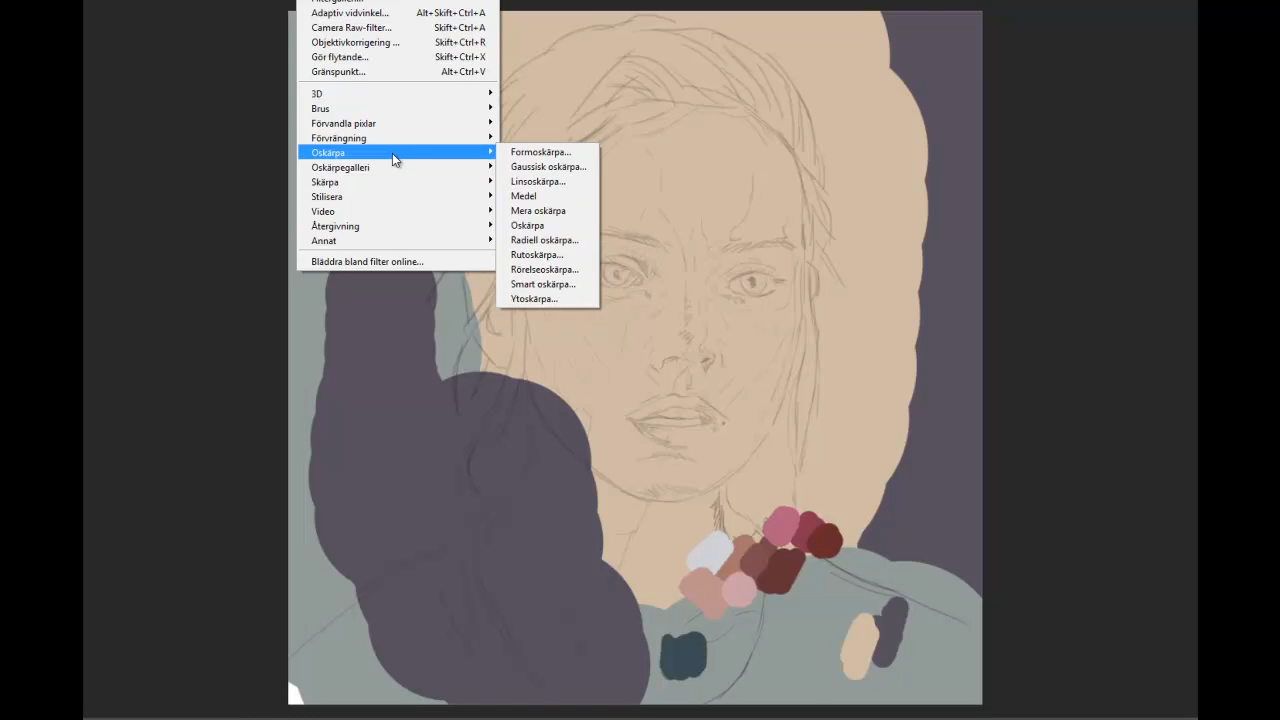 Adaptiv vidvinkel... Alt+Skift+Ctrl+A
Camera Raw-filter... Skift+Ctrl+A
Objektivkorrigering ... Skift+Ctrl+R
Gör flytande... Skift+Ctrl+X
Gränspunkt... Alt+Ctrl+V
3D
Brus
Förvandla pixlar
Förvrängning
Oskärpa
Oskärpegalleri
Skärpa
Stilisera
Video
Återgivning
Annat
Bläddra bland filter online...
Formoskärpa...
Gaussisk oskärpa...
Linsoskärpa...
Medel
Mera oskärpa
Oskärpa
Radiell oskärpa...
Rutoskärpa...
Rörelseoskärpa...
Smart oskärpa...
Ytoskärpa...